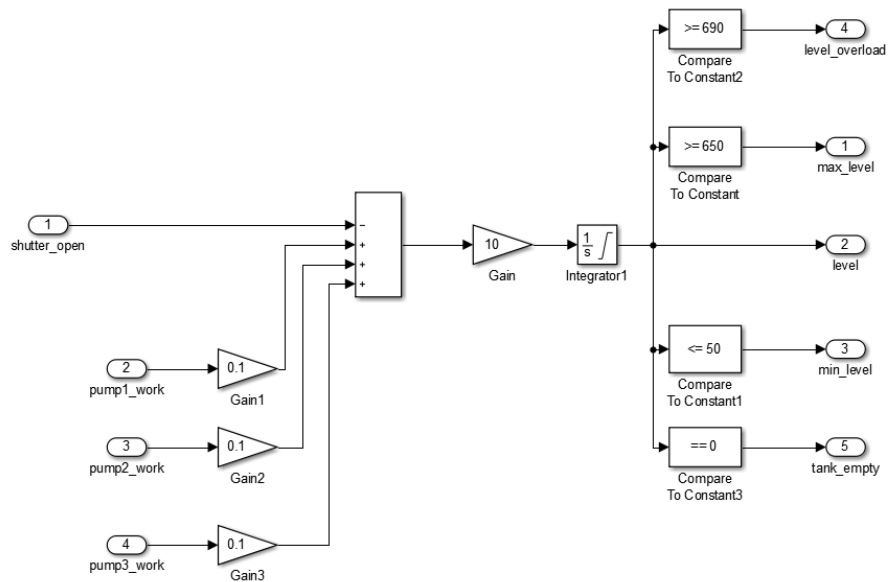 >= 690
Compare
To Constant2
4
level_overload
>= 650
Compare
To Constant
1
max_level
1
shutter_open
−
+
+
+
10
Gain
1
s
Integrator1
2
level
<= 50
Compare
To Constant1
3
min_level
2
pump1_work
0.1
Gain1
3
pump2_work
0.1
Gain2
== 0
Compare
To Constant3
5
tank_empty
4
pump3_work
0.1
Gain3